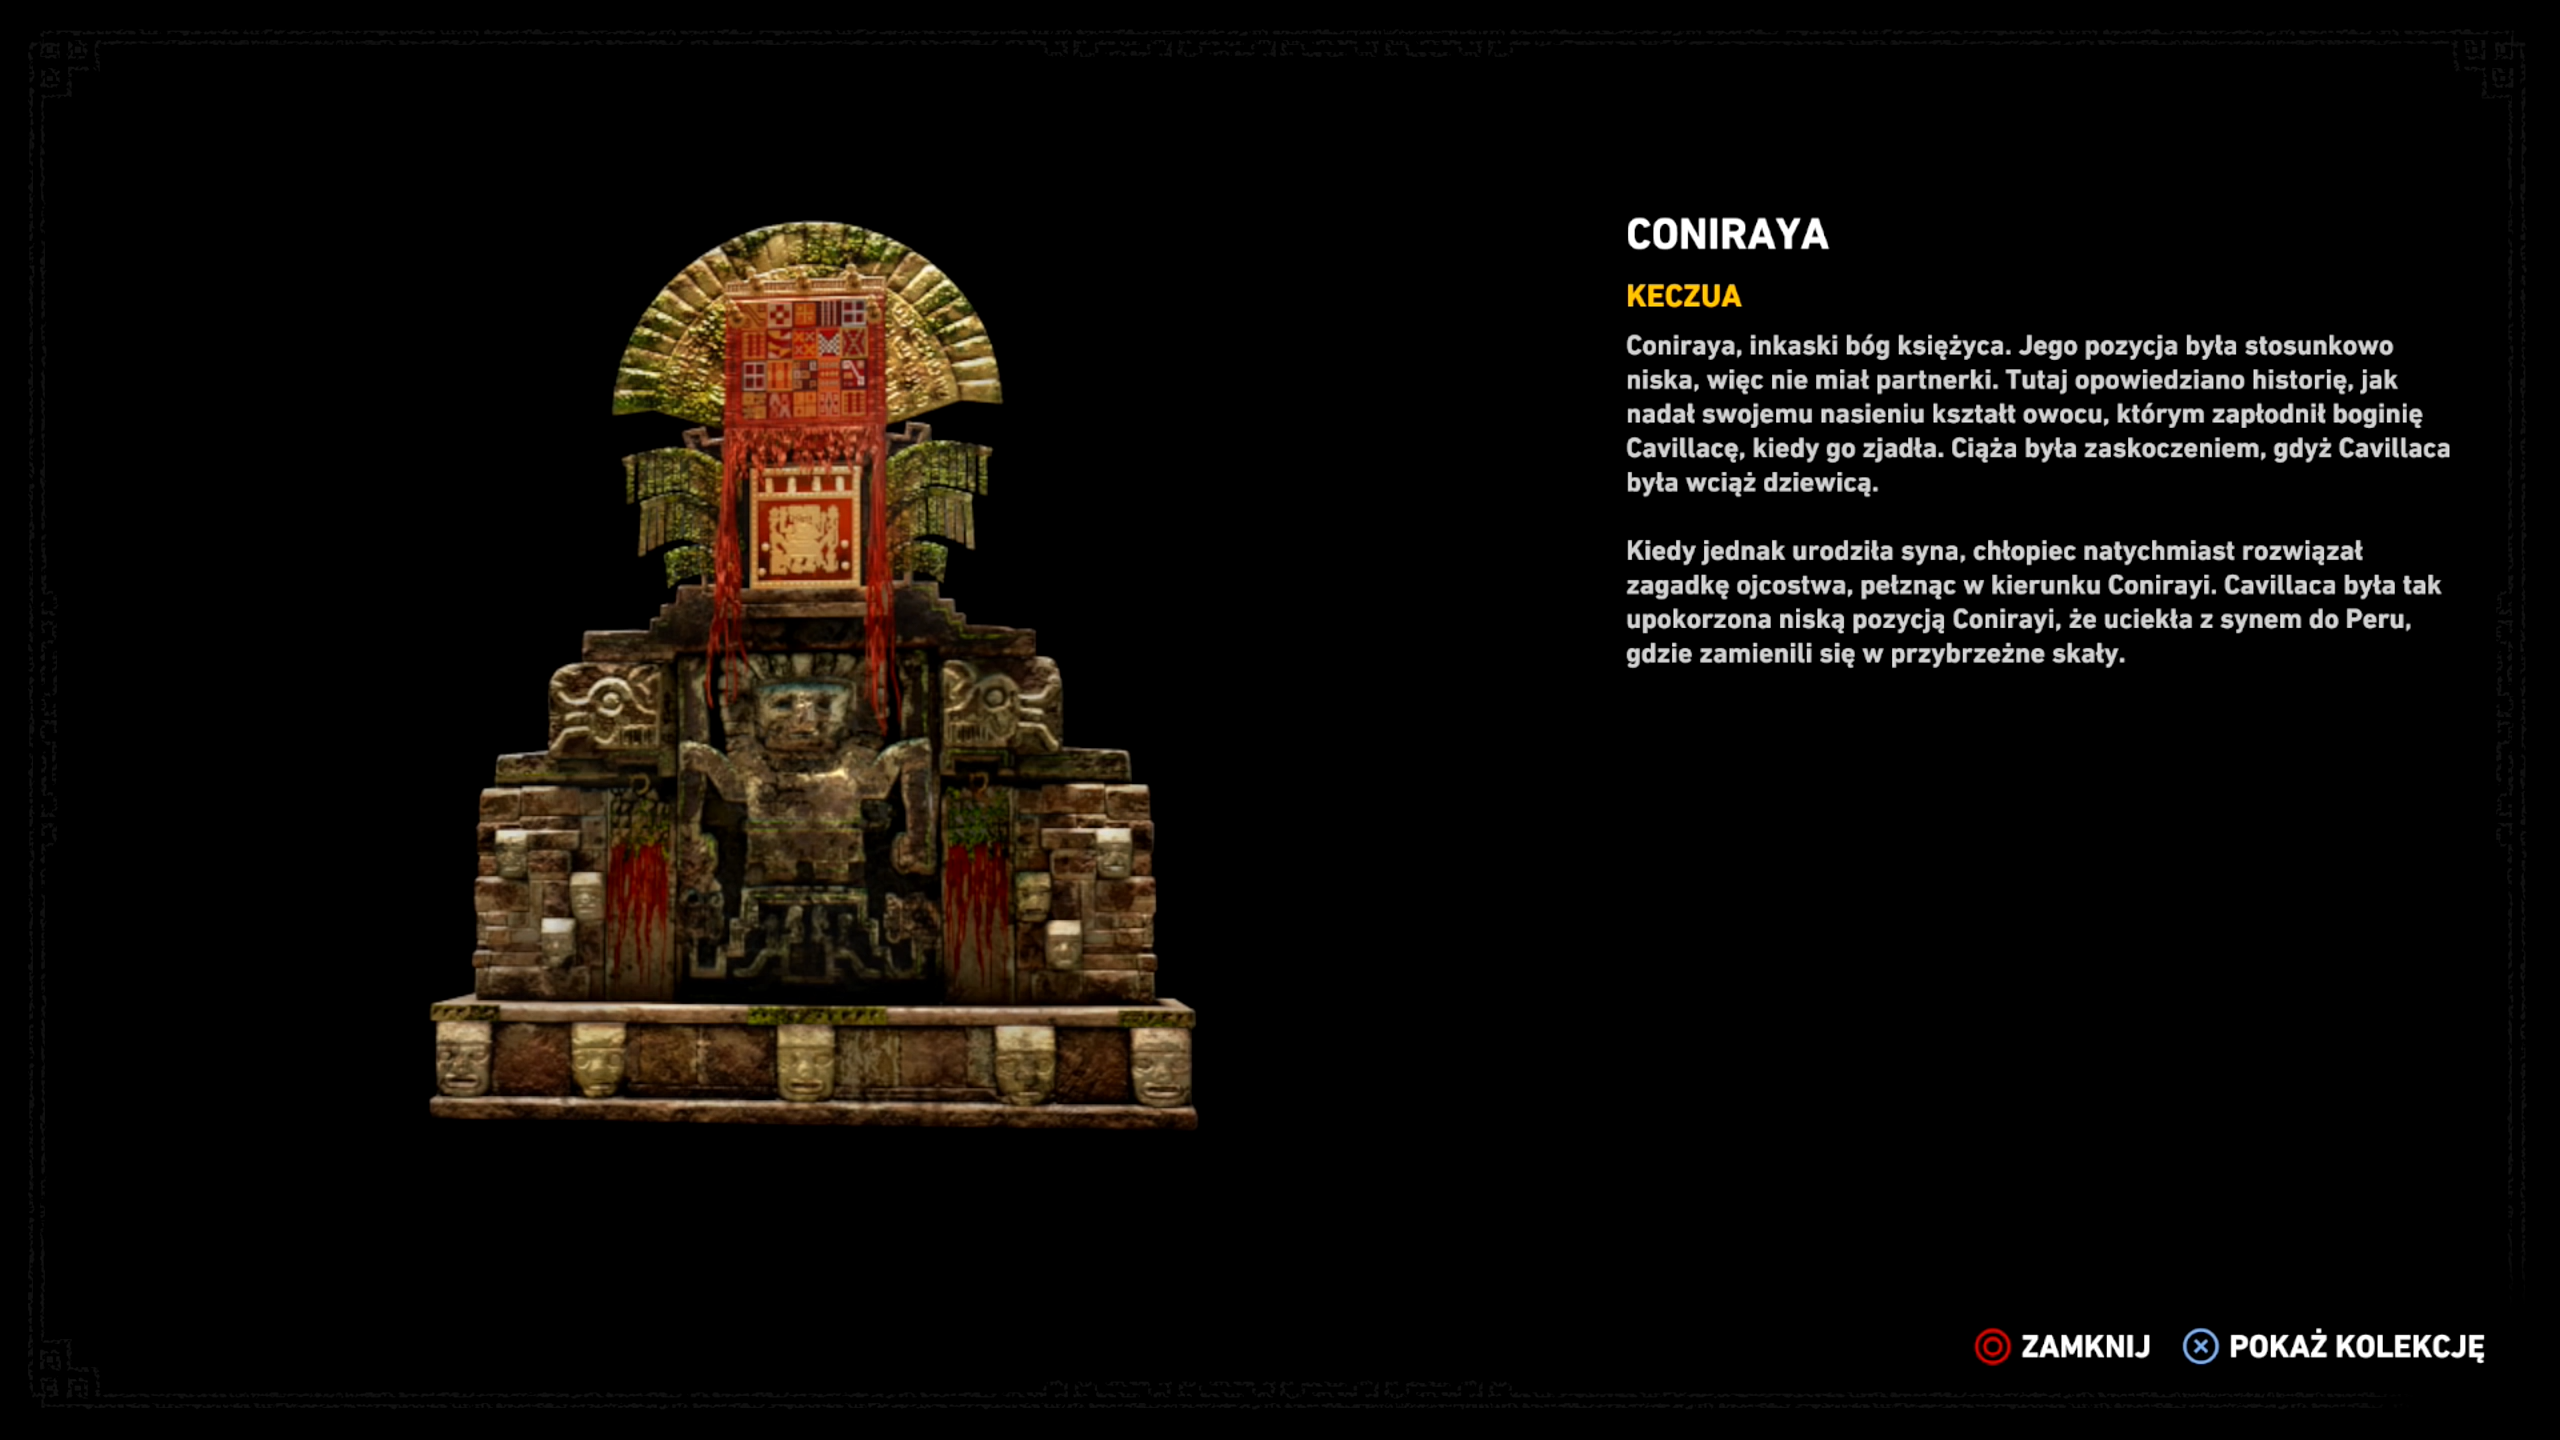 CONIRAYA
KECZUA
Coniraya, inkaski bóg księżyca. Jego pozycja była stosunkowo
niska, więc nie miał partnerki. Tutaj opowiedziano historię, jak
nadał swojemu nasieniu kształt owocu, którym zapłodnił boginię
Cavillacę, kiedy go zjadła. Ciąża była zaskoczeniem, gdyż Cavillaca
była wciąż dziewicą.
Kiedy jednak urodziła syna, chłopiec natychmiast rozwiązał
zagadkę ojcostwa, pełznąc w kierunku Conirayi. Cavillaca była tak
upokorzona niską pozycją Conirayi, że uciekła z synem do Peru,
gdzie zamienili się w przybrzeżne skały.
ZAMKNIJ POKAŻ KOLEKCJĘ